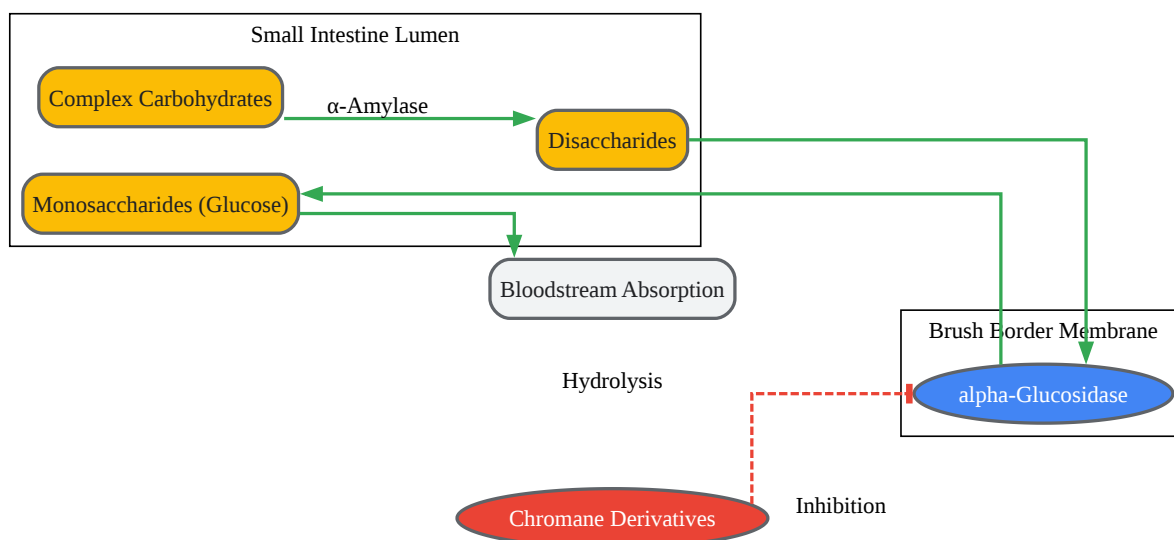 Small Intestine Lumen
Complex Carbohydrates
α-Amylase
Disaccharides
Monosaccharides (Glucose)
Bloodstream Absorption
Brush Border Membrane
Hydrolysis
alpha-Glucosidase
Inhibition
Chromane Derivatives